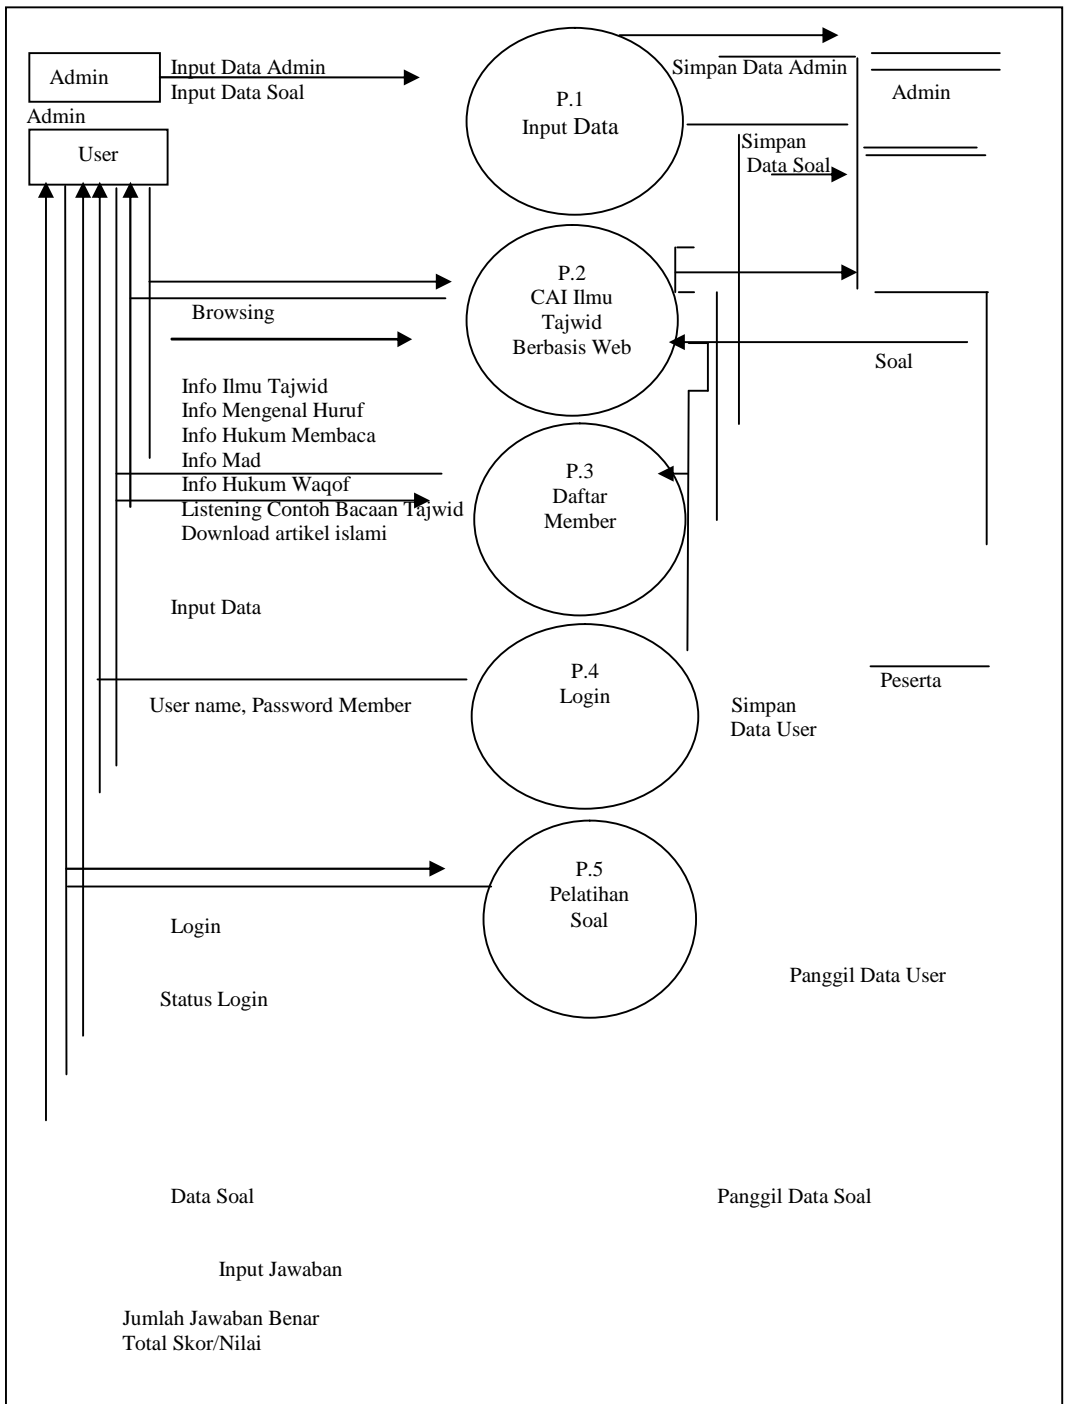 Admin
Input Data Admin
Input Data Soal
P.1
Input Data
Simpan Data Admin
Admin
Admin
User
Simpan
Data Soal
P.2
CAI Ilmu
Tajwid
Berbasis Web
Browsing
Soal
Info Ilmu Tajwid
Info Mengenal Huruf
Info Hukum Membaca
Info Mad
Info Hukum Waqof
Listening Contoh Bacaan Tajwid
Download artikel islami
P.3
Daftar
Member
Input Data
P.4
Login
Peserta
User name, Password Member
Simpan
Data User
P.5
Pelatihan
Soal
Login
Panggil Data User
Status Login
Data Soal
Panggil Data Soal
Input Jawaban
Jumlah Jawaban Benar
Total Skor/Nilai